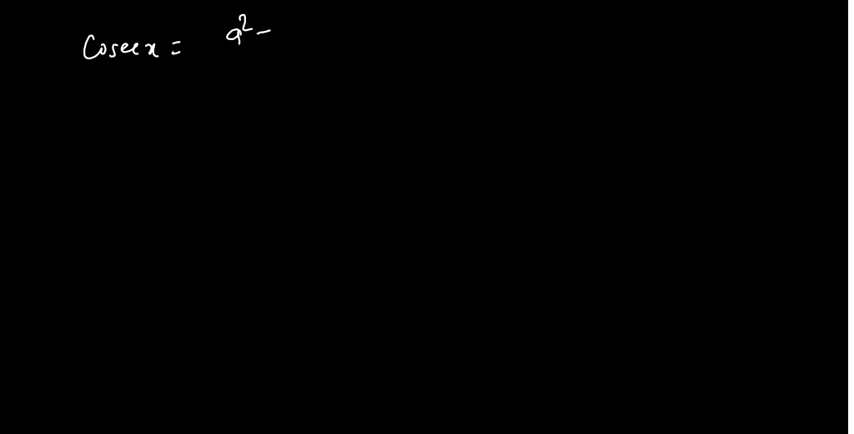 Cosec x = a² -